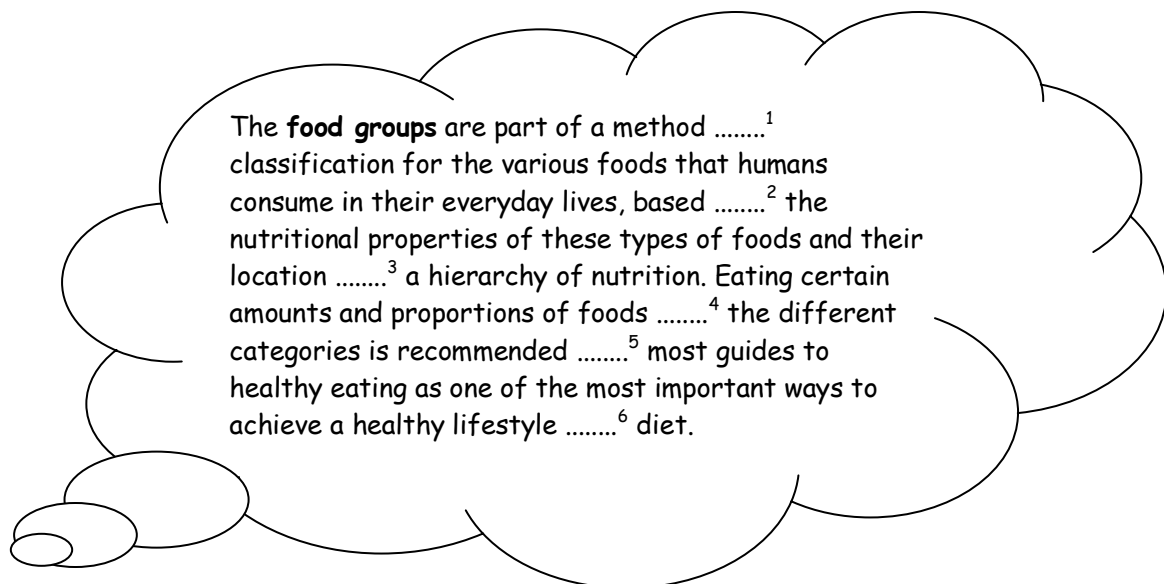 The food groups are part of a method ........¹
classification for the various foods that humans
consume in their everyday lives, based ........² the
nutritional properties of these types of foods and their
location ........³ a hierarchy of nutrition. Eating certain
amounts and proportions of foods ........⁴ the different
categories is recommended ........⁵ most guides to
healthy eating as one of the most important ways to
achieve a healthy lifestyle ........⁶ diet.